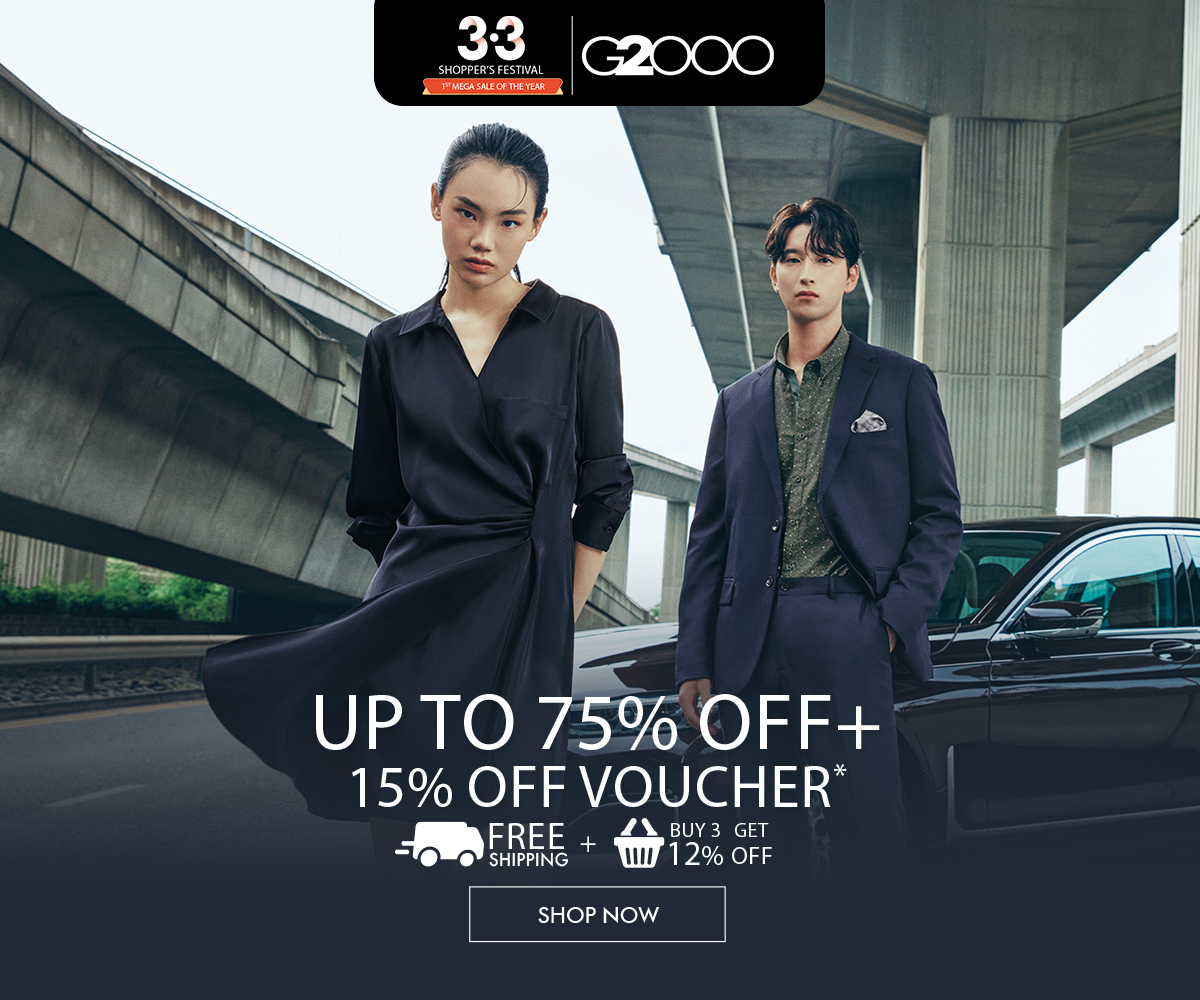 3.3
SHOPPER'S FESTIVAL
1ST MEGA SALE OF THE YEAR
G2000
UP TO 75% OFF+
15% OFF VOUCHER*
FREE
SHIPPING
+
BUY 3 GET
12% OFF
SHOP NOW